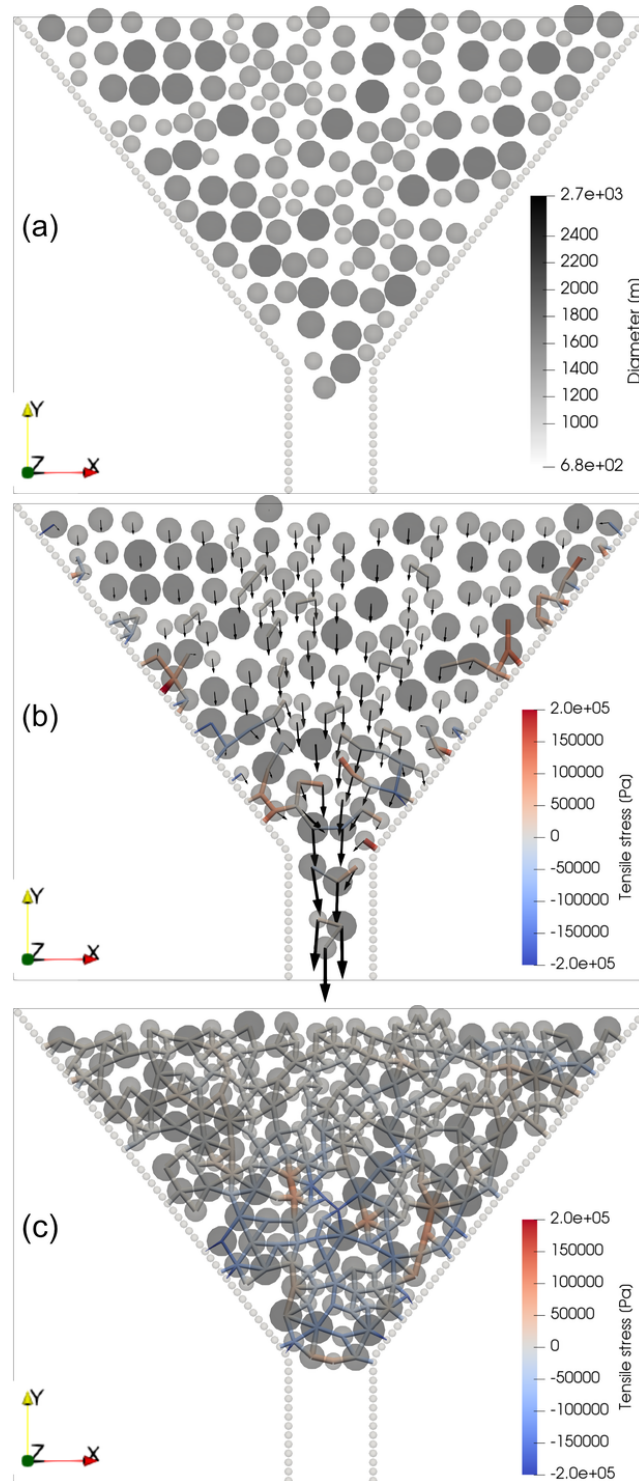 (a)
2.7e+03
2400
2200
2000
1800
1600
1400
1200
1000
6.8e+02
Diameter (m)
Y
Z
X
(b)
2.0e+05
150000
100000
50000
0
-50000
-100000
-150000
-2.0e+05
Tensile stress (Pa)
Y
Z
X
(c)
2.0e+05
150000
100000
50000
0
-50000
-100000
-150000
-2.0e+05
Tensile stress (Pa)
Y
Z
X